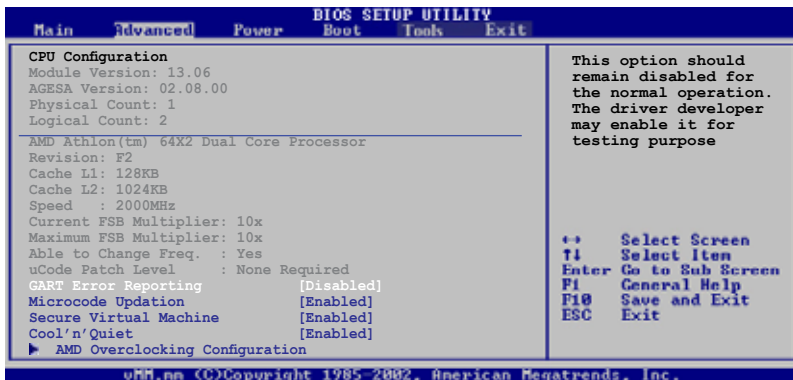 BIOS SETUP UTILITY
Main Advanced Power Boot Tools Exit
CPU Configuration
Module Version: 13.06
AGESA Version: 02.08.00
Physical Count: 1
Logical Count: 2
AMD Athlon(tm) 64X2 Dual Core Processor
Revision: F2
Cache L1: 128KB
Cache L2: 1024KB
Speed : 2000MHz
Current FSB Multiplier: 10x
Maximum FSB Multiplier: 10x
Able to Change Freq. : Yes
uCode Patch Level : None Required
GART Error Reporting [Disabled]
Microcode Updation [Enabled]
Secure Virtual Machine [Enabled]
Cool'n'Quiet [Enabled]
AMD Overclocking Configuration
This option should
remain disabled for
the normal operation.
The driver developer
may enable it for
testing purpose
↔ Select Screen
↑↓ Select Item
Enter Go to Sub Screen
F1 General Help
F10 Save and Exit
ESC Exit
vMM.nn (C)Copyright 1985-2002, American Megatrends, Inc.